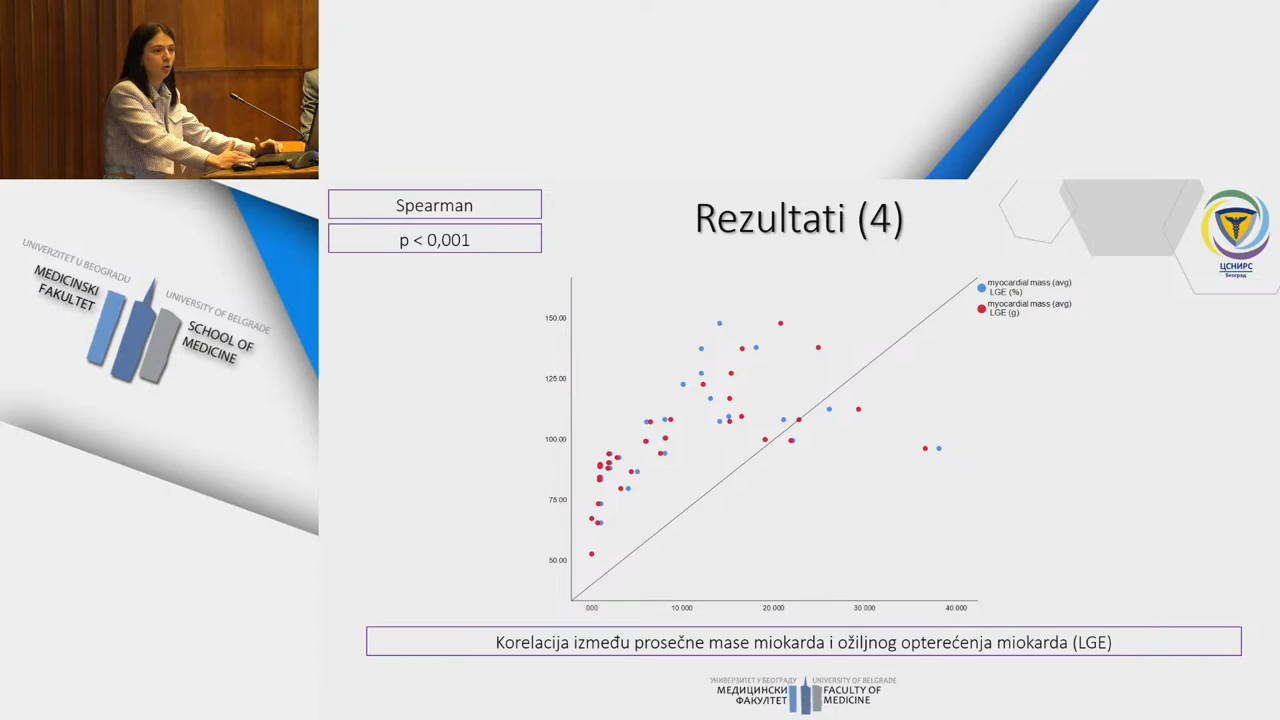 Spearman
p < 0,001
Rezultati (4)
ЦСНИРС
Београд
UNIVERZITET U BEOGRADU
MEDICINSKI
FAKULTET
UNIVERSITY OF BELGRADE
SCHOOL OF
MEDICINE
myocardial mass (avg)
LGE (%)
myocardial mass (avg)
LGE (g)
150.00
125.00
100.00
75.00
50.00
.000
10.000
20.000
30.000
40.000
Korelacija između prosečne mase miokarda i ožiljnog opterećenja miokarda (LGE)
УНИВЕРЗИТЕТ У БЕОГРАДУ
МЕДИЦИНСКИ
ФАКУЛТЕТ
UNIVERSITY OF BELGRADE
FACULTY OF
MEDICINE